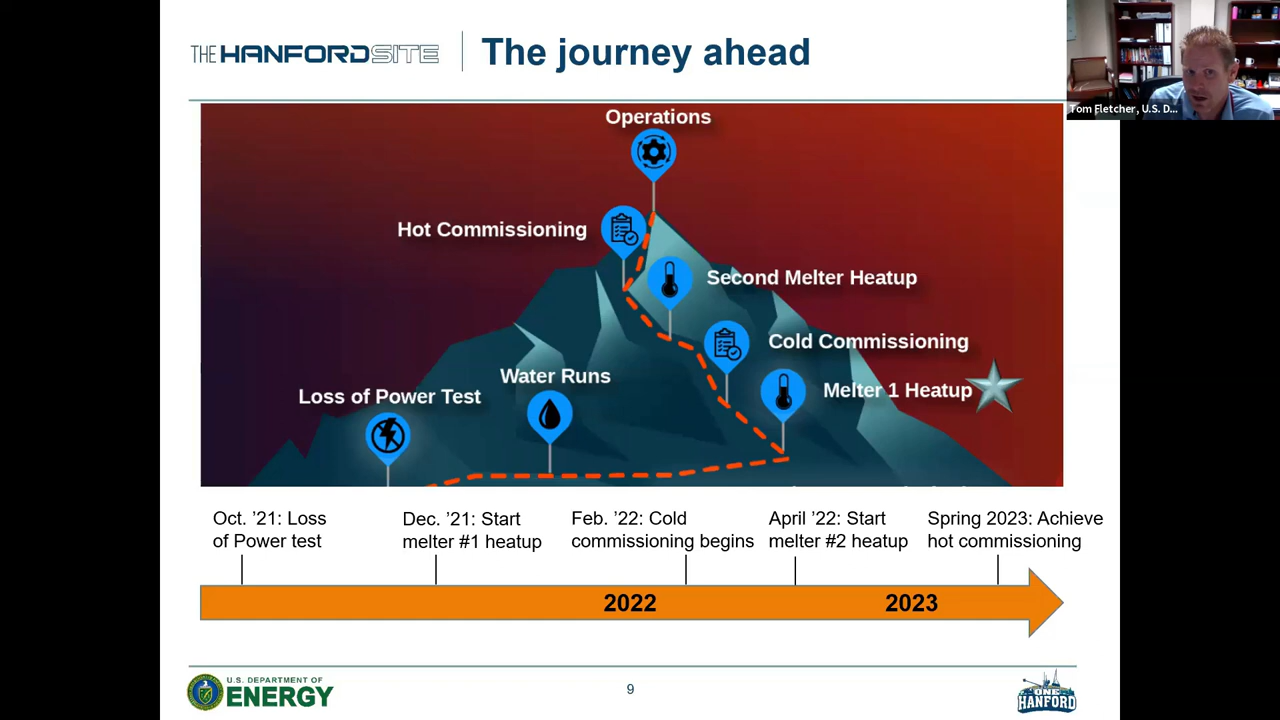 THE HANFORDSITE
The journey ahead
Tom Fletcher, U.S. D...
Operations
Hot Commissioning
Second Melter Heatup
Cold Commissioning
Water Runs
Melter 1 Heatup
Loss of Power Test
Oct. ’21: Loss
of Power test
Dec. ’21: Start
melter #1 heatup
Feb. ’22: Cold
commissioning begins
April ’22: Start
melter #2 heatup
Spring 2023: Achieve
hot commissioning
2022
2023
U.S. DEPARTMENT OF
ENERGY
9
ONE
HANFORD